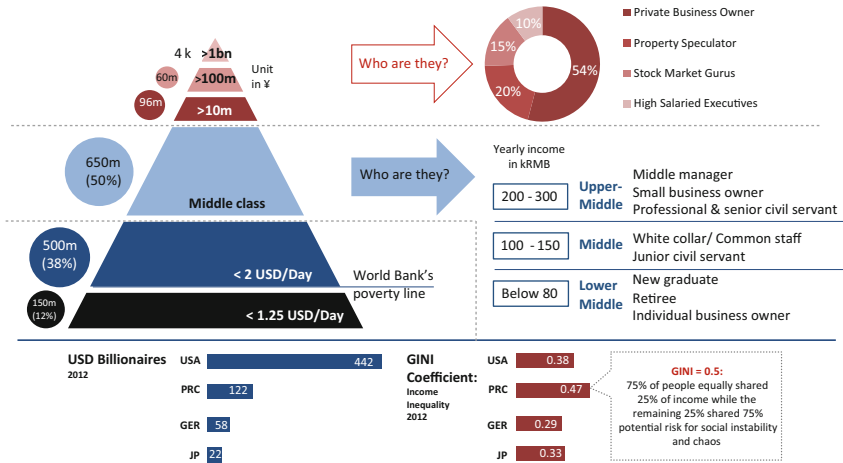 4 k >1bn
60m >100m
Unit
in ¥
96m >10m
Who are they?
10%
15%
20%
54%
Private Business Owner
Property Speculator
Stock Market Gurus
High Salaried Executives
650m
(50%)
Middle class
Who are they?
Yearly income
in kRMB
200 - 300
Upper-
Middle
Middle manager
Small business owner
Professional & senior civil servant
100 - 150
Middle
White collar/ Common staff
Junior civil servant
Below 80
Lower
Middle
New graduate
Retiree
Individual business owner
500m
(38%)
< 2 USD/Day
World Bank's
poverty line
150m
(12%)
< 1.25 USD/Day
USD Billionaires
2012
USA 442
PRC 122
GER 58
JP 22
GINI
Coefficient:
Income
Inequality
2012
USA 0.38
PRC 0.47
GER 0.29
JP 0.33
GINI = 0.5:
75% of people equally shared
25% of income while the
remaining 25% shared 75%
potential risk for social instability
and chaos